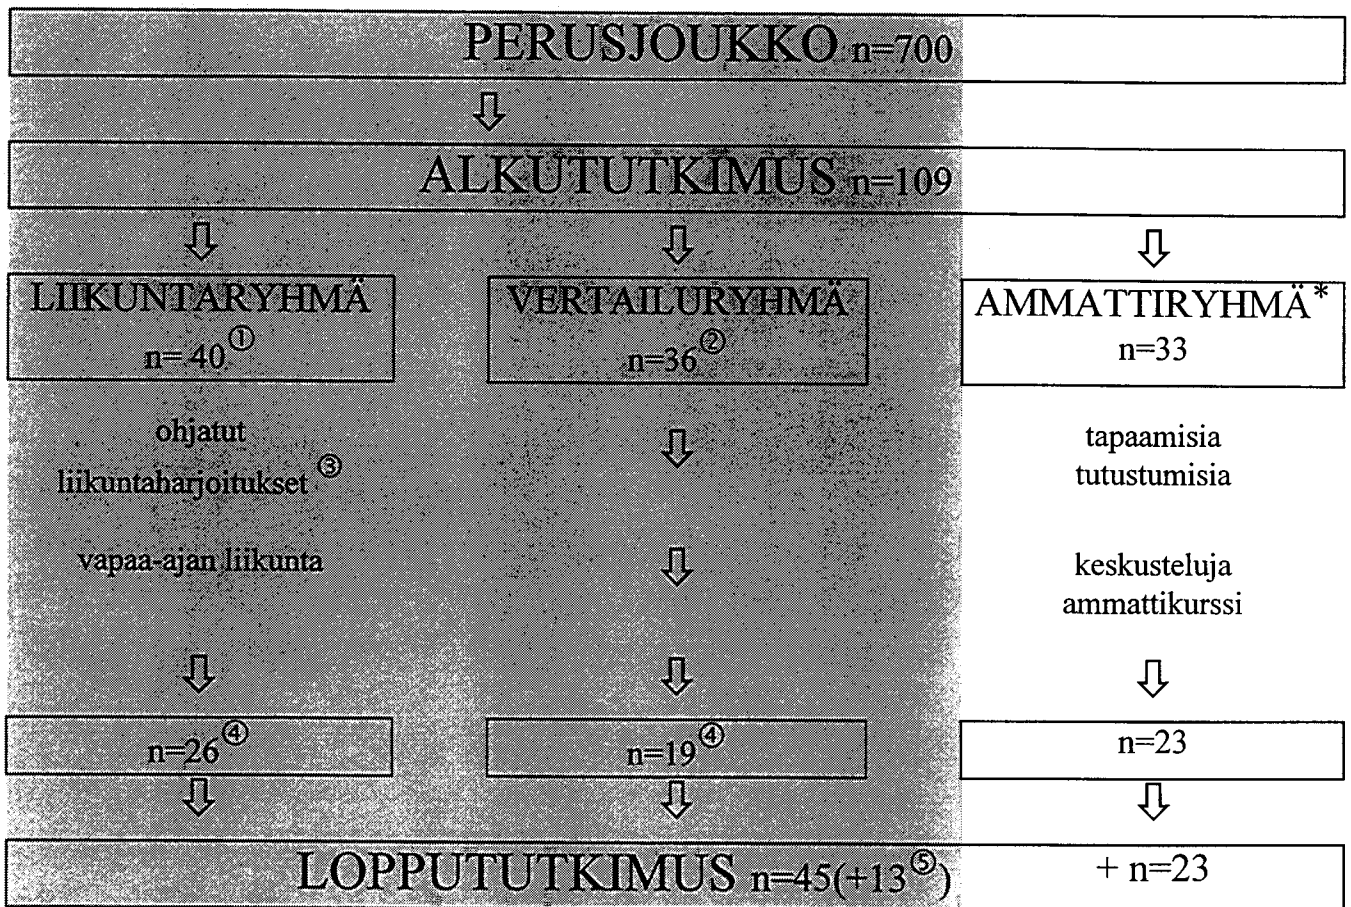 PERUSJOUKKO n=700
ALKUTUTKIMUS n=109
LIIKUNTARYHMÄ
n= 40①
VERTAILURYHMÄ
n=36②
AMMATTIRYHMÄ*
n=33
ohjatut
liikuntaharjoitukset ③
vapaa-ajan liikunta
tapaamisia
tutustumisia
keskusteluja
ammattikurssi
n=26④
n=19④
n=23
LOPPUTUTKIMUS n=45(+13⑤)
+ n=23